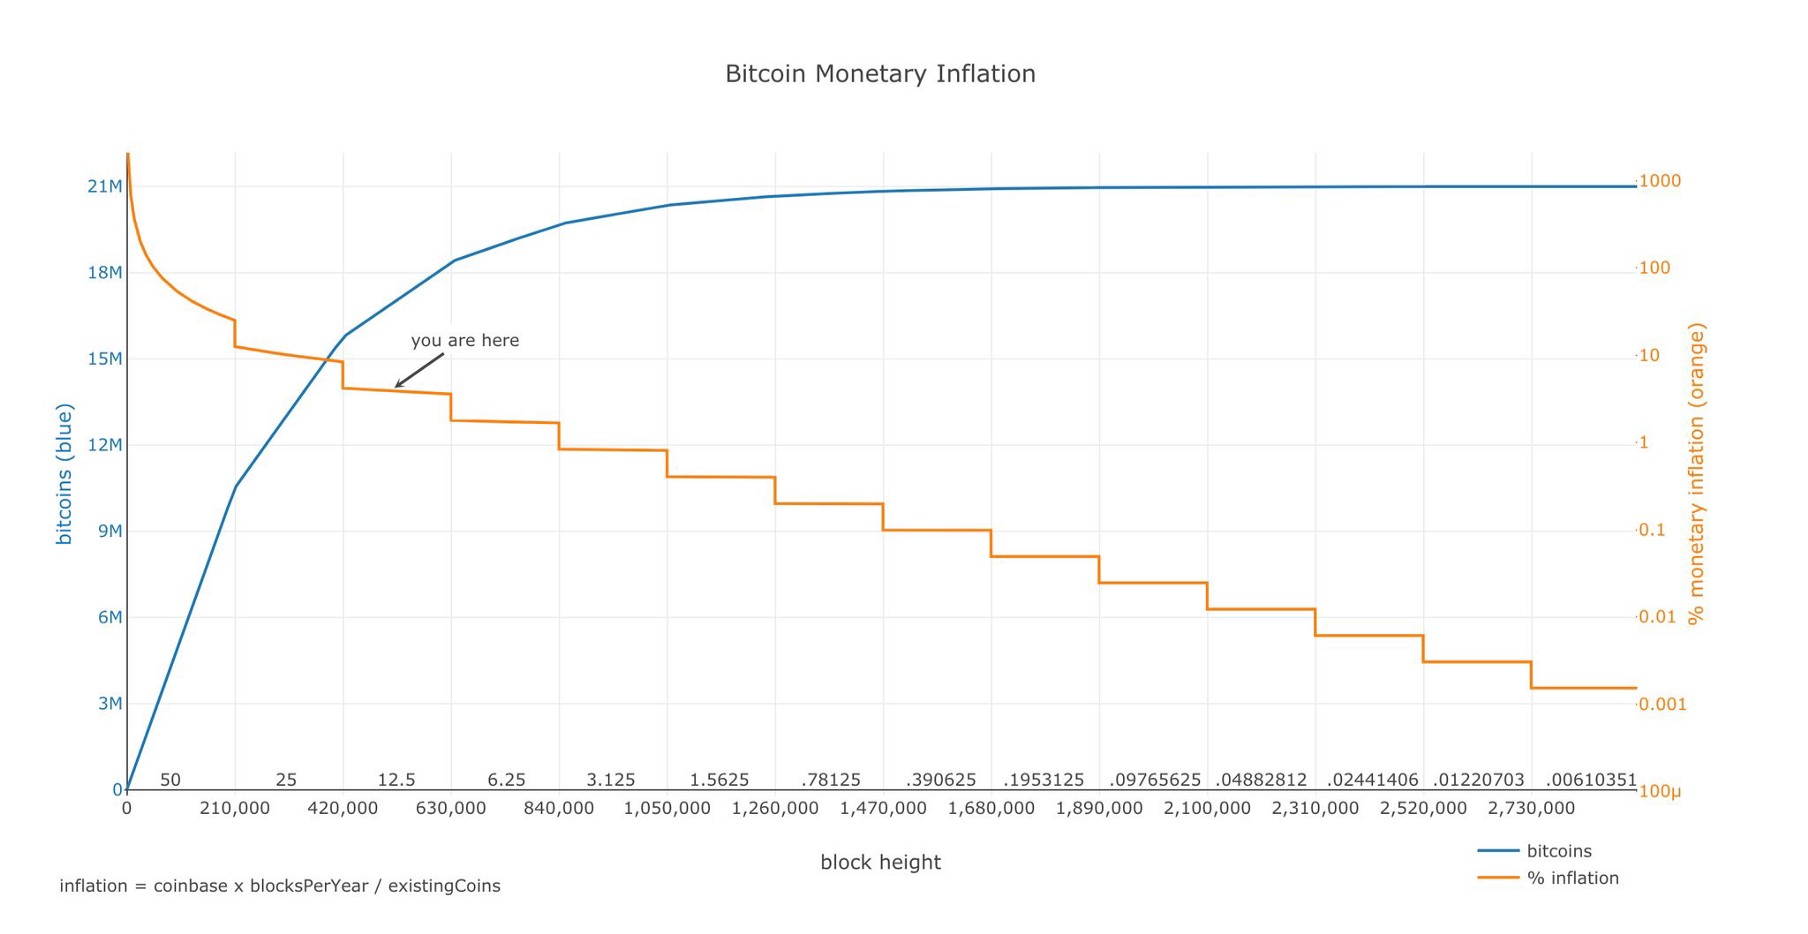 Bitcoin Monetary Inflation
21M
18M
15M
12M
9M
6M
3M
0
bitcoins (blue)
1000
100
10
1
0.1
0.01
0.001
100μ
% monetary inflation (orange)
you are here
50 25 12.5 6.25 3.125 1.5625 .78125 .390625 .1953125 .09765625 .04882812 .02441406 .01220703 .00610351
0 210,000 420,000 630,000 840,000 1,050,000 1,260,000 1,470,000 1,680,000 1,890,000 2,100,000 2,310,000 2,520,000 2,730,000
block height
bitcoins
% inflation
inflation = coinbase x blocksPerYear / existingCoins